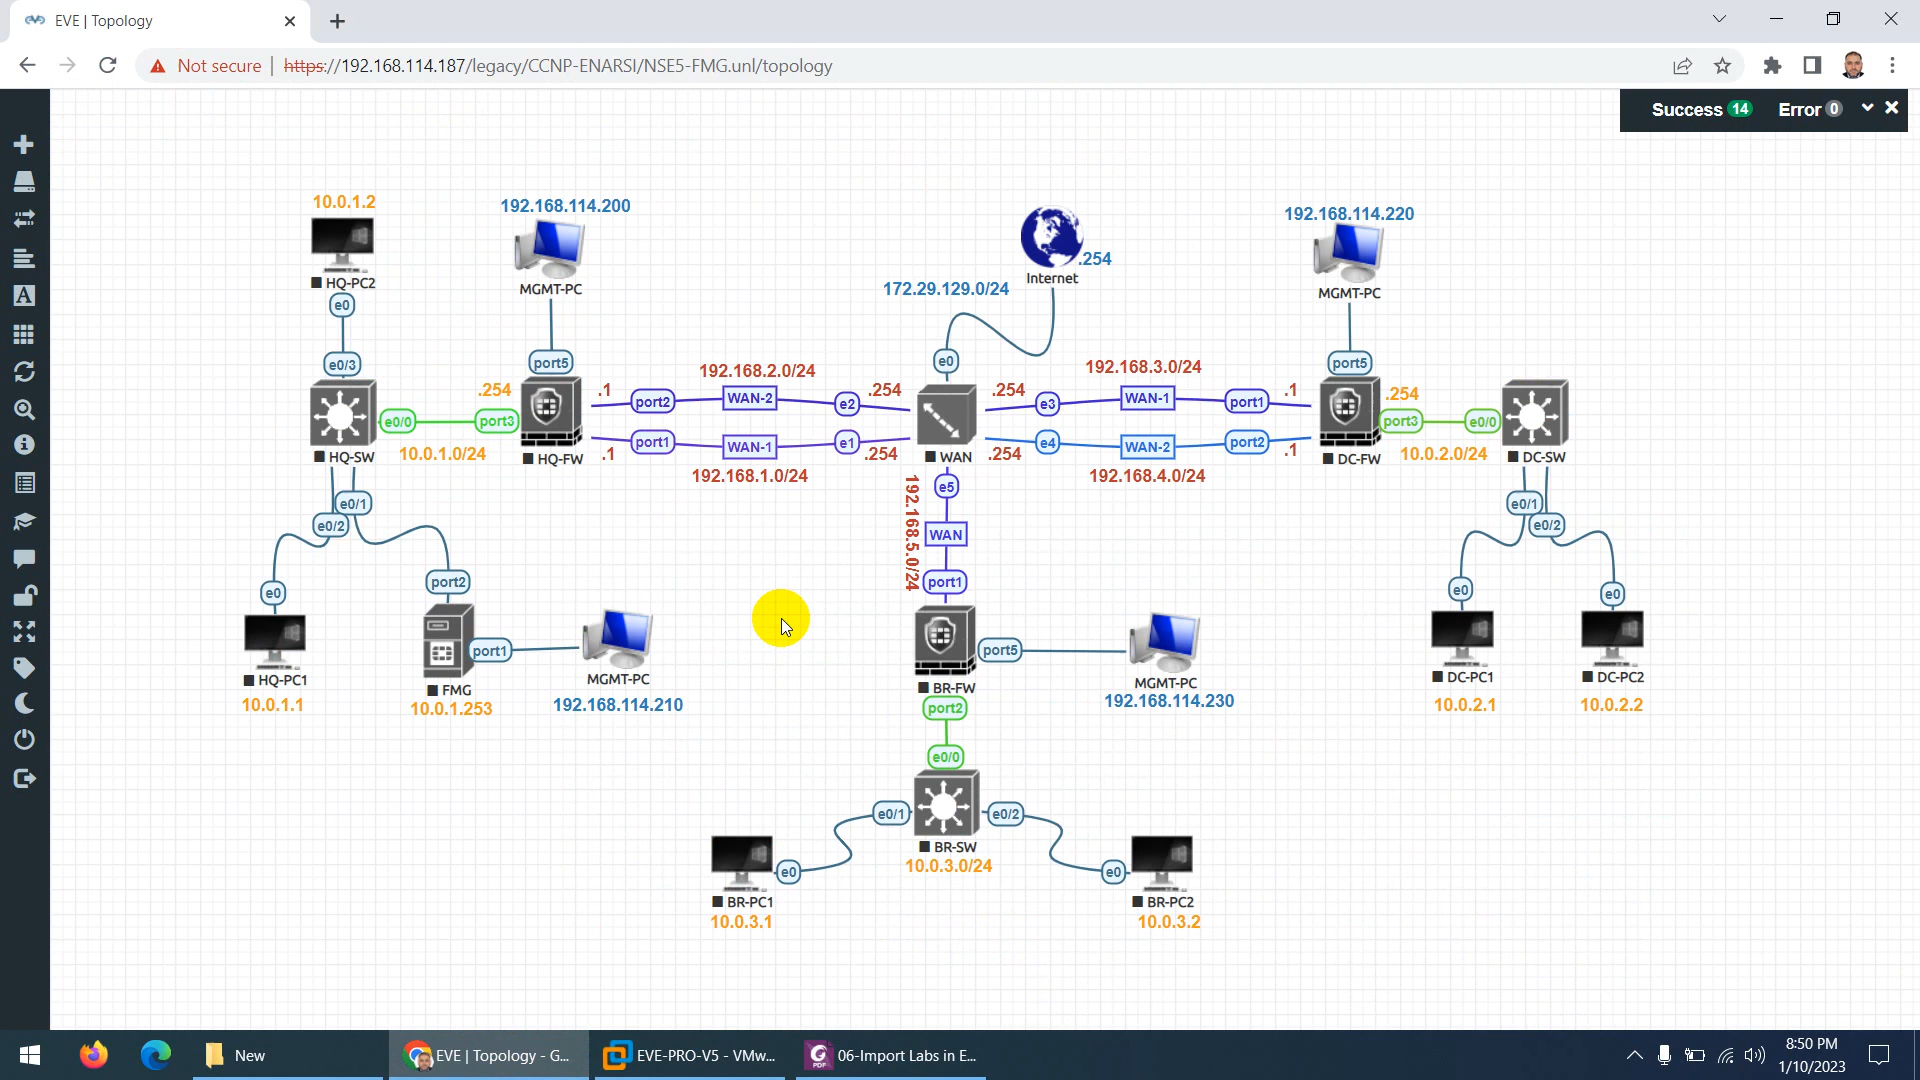 EVE | Topology
Not secure | https://192.168.114.187/legacy/CCNP-ENARSI/NSE5-FMG.unl/topology
Success 14 Error 0
10.0.1.2
192.168.114.200
192.168.114.220
HQ-PC2
MGMT-PC
Internet
.254
MGMT-PC
172.29.129.0/24
e0
e0/3
port5
e0
port5
192.168.2.0/24
192.168.3.0/24
.254
.1
port2
WAN-2
e2
.254
.254
e3
WAN-1
port1
.1
.254
e0/0
port3
port3
e0/0
port1
WAN-1
e1
e4
WAN-2
port2
HQ-SW
10.0.1.0/24
HQ-FW
.1
.254
WAN
.254
.1
DC-FW
10.0.2.0/24
DC-SW
192.168.1.0/24
192.168.4.0/24
e0/1
e0/2
e5
192.168.5.0/24
WAN
port1
e0/1
e0/2
e0
port2
e0
e0
port1
port5
HQ-PC1
FMG
MGMT-PC
BR-FW
MGMT-PC
DC-PC1
DC-PC2
10.0.1.1
10.0.1.253
192.168.114.210
port2
192.168.114.230
10.0.2.1
10.0.2.2
e0/0
e0/1
e0/2
BR-SW
10.0.3.0/24
e0
e0
BR-PC1
BR-PC2
10.0.3.1
10.0.3.2
New
EVE | Topology - G...
EVE-PRO-V5 - VMw...
06-Import Labs in E...
8:50 PM
1/10/2023